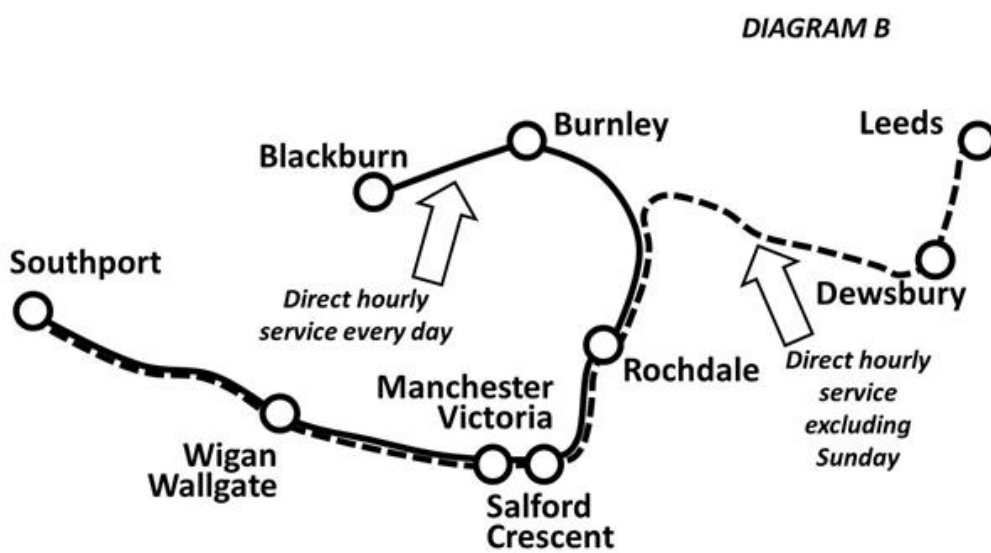 DIAGRAM B
Burnley
Leeds
Blackburn
Southport
Direct hourly
service every day
Dewsbury
Rochdale
Direct hourly
service
excluding
Sunday
Manchester
Victoria
Wigan
Wallgate
Salford
Crescent